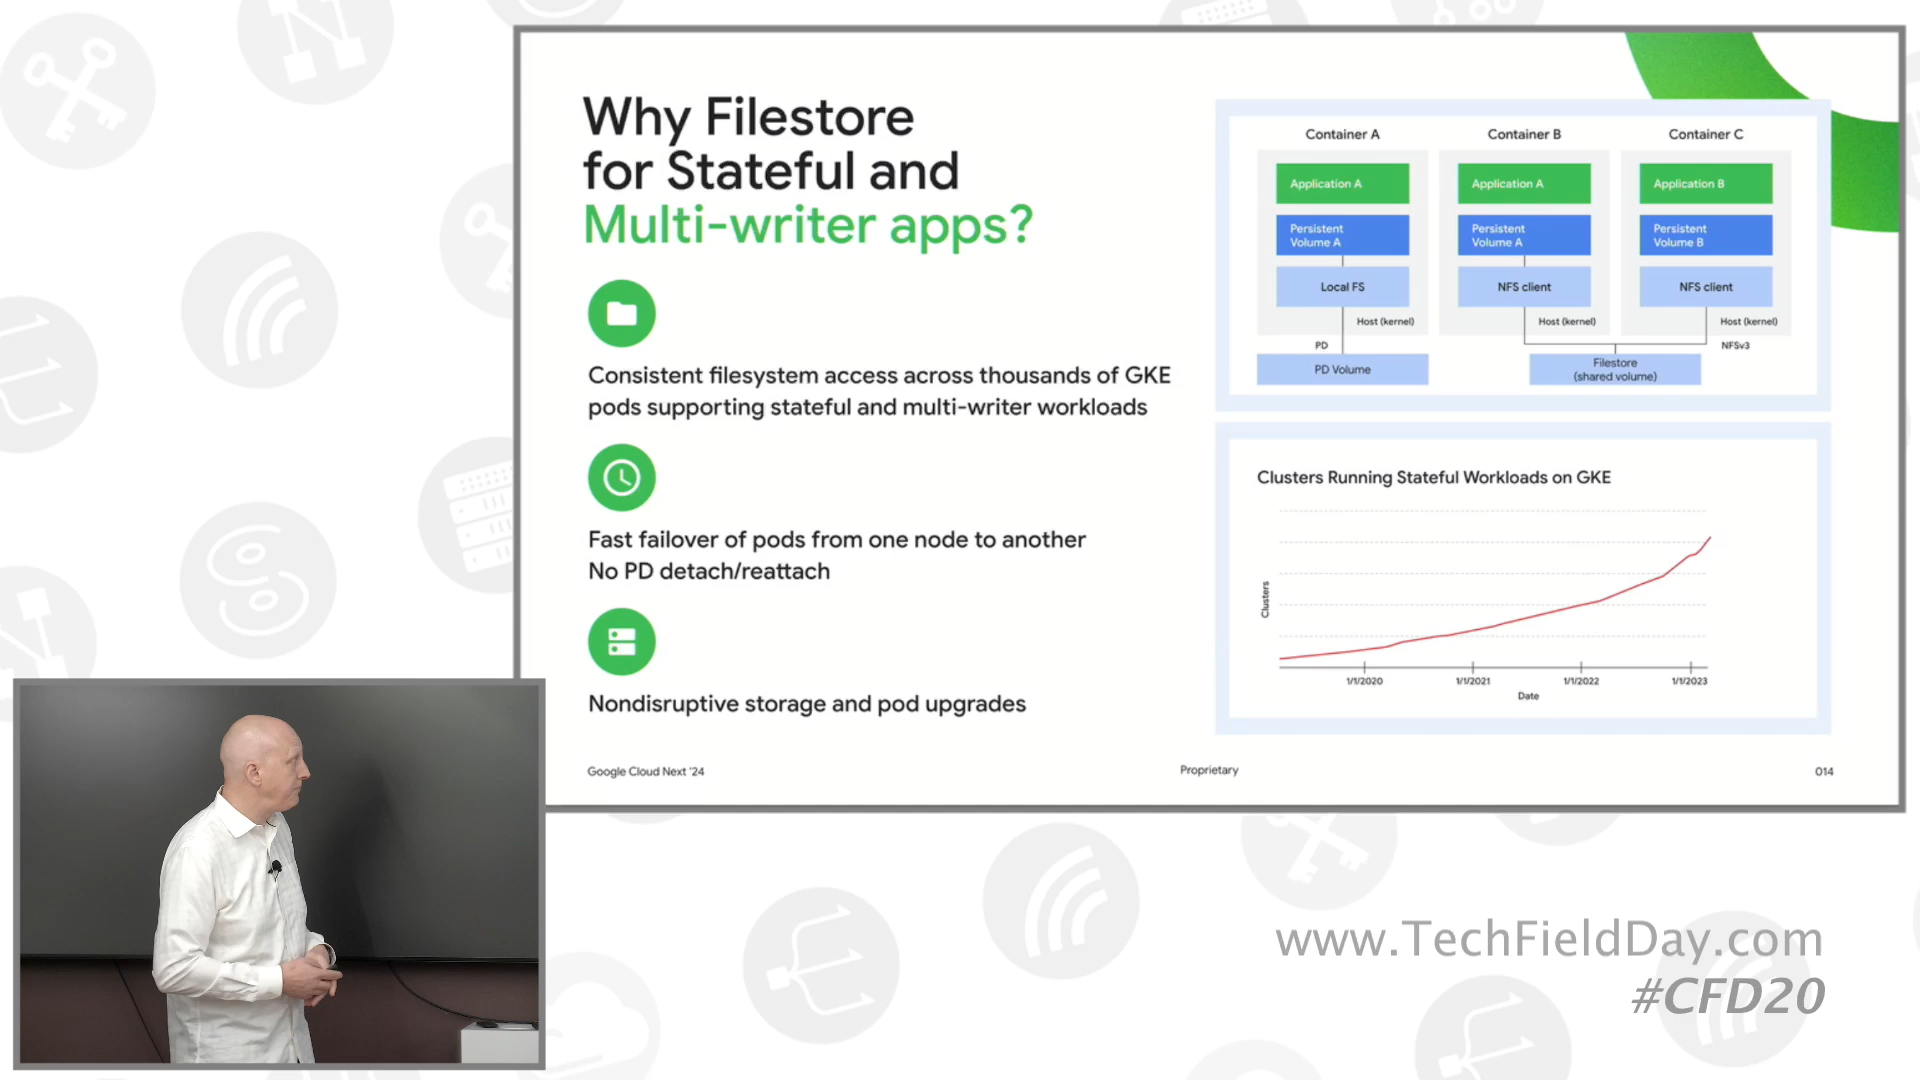 Why Filestore
for Stateful and
Multi-writer apps?
Consistent filesystem access across thousands of GKE
pods supporting stateful and multi-writer workloads
Fast failover of pods from one node to another
No PD detach/reattach
Nondisruptive storage and pod upgrades
Container A
Application A
Persistent
Volume A
Local FS
Host (kernel)
PD
PD Volume
Container B
Application A
Persistent
Volume A
NFS client
Host (kernel)
Container C
Application B
Persistent
Volume B
NFS client
Host (kernel)
NFSv3
Filestore
(shared volume)
Clusters Running Stateful Workloads on GKE
Clusters
1/1/2020
1/1/2021
1/1/2022
1/1/2023
Date
Google Cloud Next '24
Proprietary
014
www.TechFieldDay.com
#CFD20